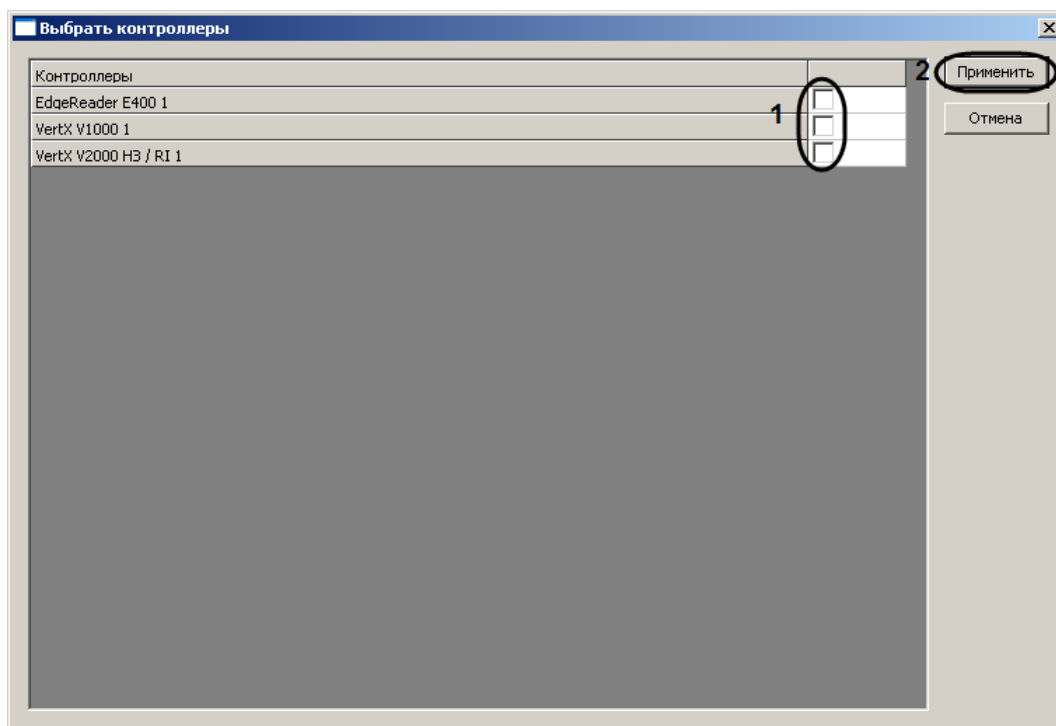 Выбрать контроллеры
Контроллеры
2
Применить
EdgeReader E400 1
1
Отмена
VertX V1000 1
VertX V2000 H3 / RI 1